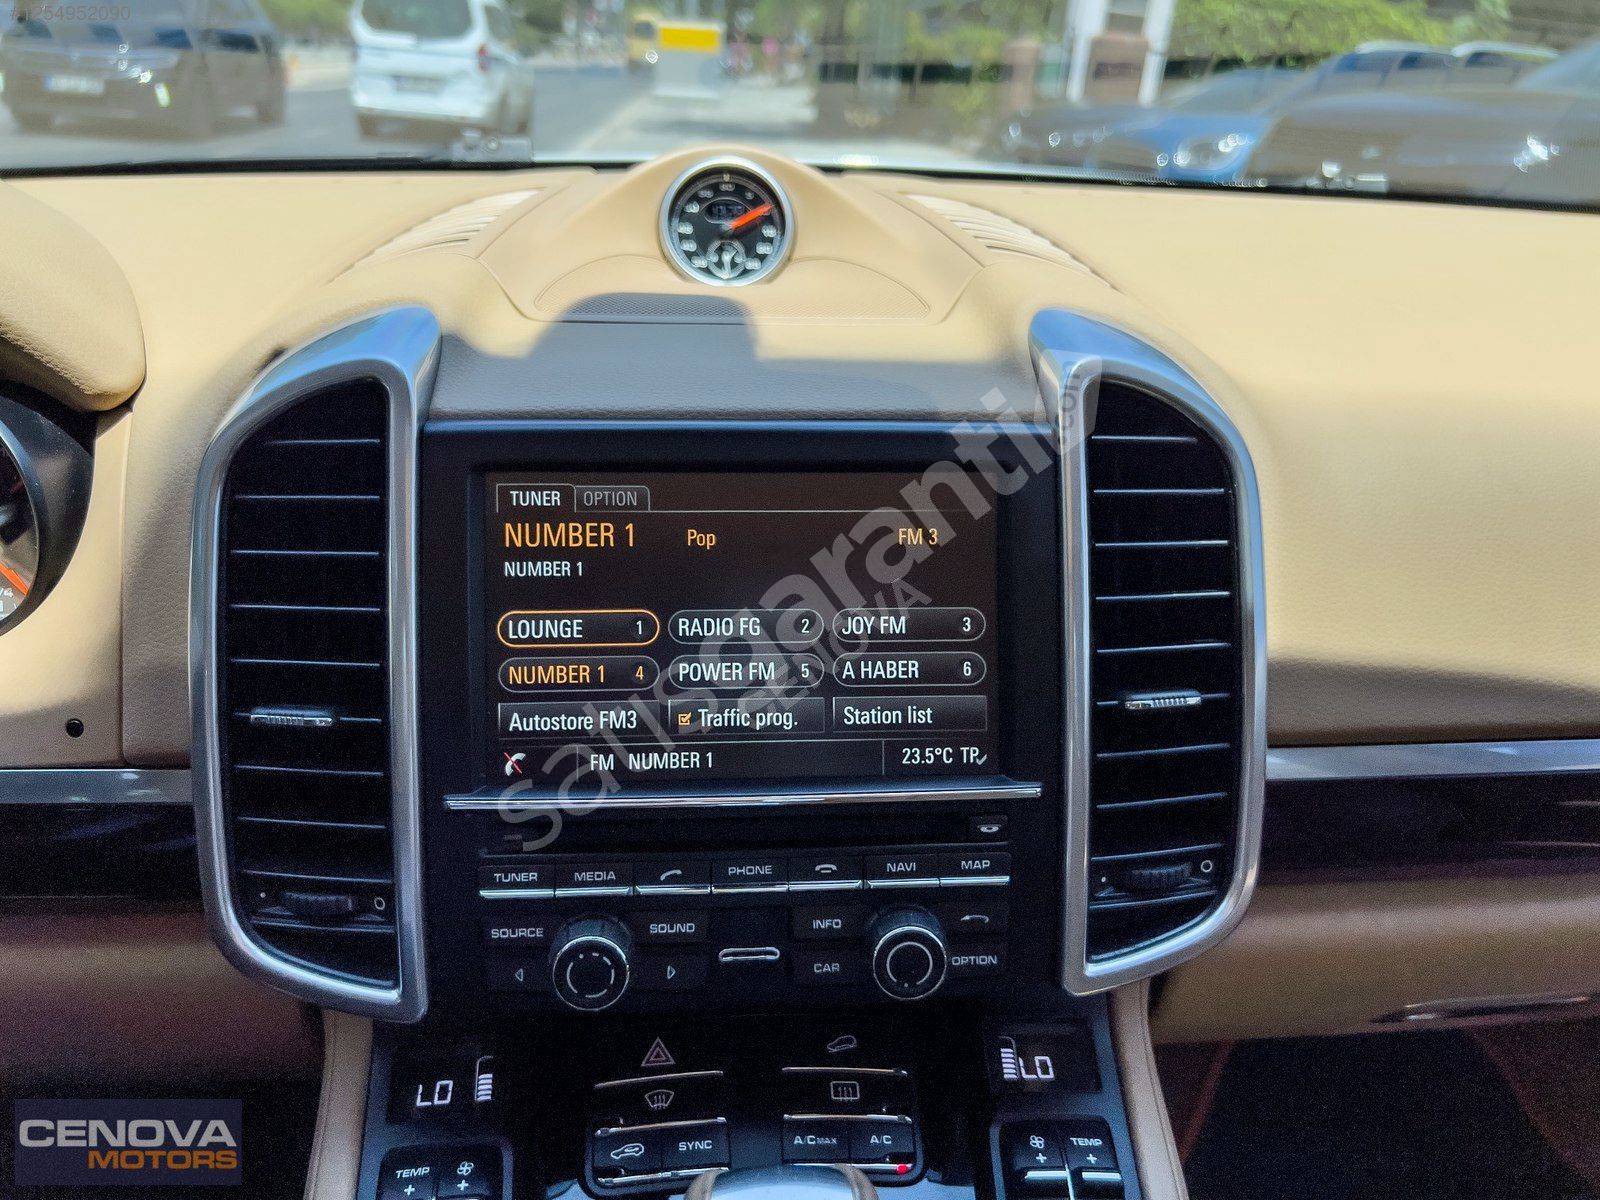 #1254952090
TUNER OPTION
NUMBER 1 Pop FM 3
NUMBER 1
LOUNGE 1 RADIO FG 2 JOY FM 3
NUMBER 1 4 POWER FM 5 A HABER 6
Autostore FM3 Traffic prog. Station list
FM NUMBER 1 23.5°C TP
satisgaranti.com
CENOVA
TUNER MEDIA PHONE NAVI MAP
SOURCE SOUND INFO
CAR OPTION
LO LO
SYNC A/C MAX A/C
TEMP + + + TEMP +
CENOVA
MOTORS